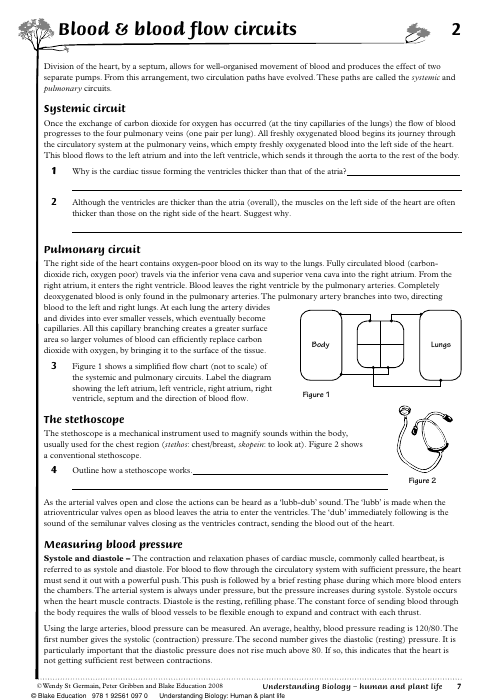 Blood & blood flow circuits
2
Division of the heart, by a septum, allows for well-organised movement of blood and produces the effect of two
separate pumps. From this arrangement, two circulation paths have evolved. These paths are called the systemic and
pulmonary circuits.
Systemic circuit
Once the exchange of carbon dioxide for oxygen has occurred (at the tiny capillaries of the lungs) the flow of blood
progresses to the four pulmonary veins (one pair per lung). All freshly oxygenated blood begins its journey through
the circulatory system at the pulmonary veins, which empty freshly oxygenated blood into the left side of the heart.
This blood flows to the left atrium and into the left ventricle, which sends it through the aorta to the rest of the body.
1 Why is the cardiac tissue forming the ventricles thicker than that of the atria?
2 Although the ventricles are thicker than the atria (overall), the muscles on the left side of the heart are often
thicker than those on the right side of the heart. Suggest why.
Pulmonary circuit
The right side of the heart contains oxygen-poor blood on its way to the lungs. Fully circulated blood (carbon-
dioxide rich, oxygen poor) travels via the inferior vena cava and superior vena cava into the right atrium. From the
right atrium, it enters the right ventricle. Blood leaves the right ventricle by the pulmonary arteries. Completely
deoxygenated blood is only found in the pulmonary arteries. The pulmonary artery branches into two, directing
blood to the left and right lungs. At each lung the artery divides
and divides into ever smaller vessels, which eventually become
capillaries. All this capillary branching creates a greater surface
area so larger volumes of blood can efficiently replace carbon
dioxide with oxygen, by bringing it to the surface of the tissue.
3 Figure 1 shows a simplified flow chart (not to scale) of
the systemic and pulmonary circuits. Label the diagram
showing the left atrium, left ventricle, right atrium, right
ventricle, septum and the direction of blood flow.
Body
Lungs
Figure 1
The stethoscope
The stethoscope is a mechanical instrument used to magnify sounds within the body,
usually used for the chest region (stethos: chest/breast, skopein: to look at). Figure 2 shows
a conventional stethoscope.
4 Outline how a stethoscope works.
Figure 2
As the arterial valves open and close the actions can be heard as a 'lubb-dub' sound. The 'lubb' is made when the
atrioventricular valves open as blood leaves the atria to enter the ventricles. The 'dub' immediately following is the
sound of the semilunar valves closing as the ventricles contract, sending the blood out of the heart.
Measuring blood pressure
Systole and diastole – The contraction and relaxation phases of cardiac muscle, commonly called heartbeat, is
referred to as systole and diastole. For blood to flow through the circulatory system with sufficient pressure, the heart
must send it out with a powerful push. This push is followed by a brief resting phase during which more blood enters
the chambers. The arterial system is always under pressure, but the pressure increases during systole. Systole occurs
when the heart muscle contracts. Diastole is the resting, refilling phase. The constant force of sending blood through
the body requires the walls of blood vessels to be flexible enough to expand and contract with each thrust.
Using the large arteries, blood pressure can be measured. An average, healthy, blood pressure reading is 120/80. The
first number gives the systolic (contraction) pressure. The second number gives the diastolic (resting) pressure. It is
particularly important that the diastolic pressure does not rise much above 80. If so, this indicates that the heart is
not getting sufficient rest between contractions.
©Wendy St Germain, Peter Gribben and Blake Education 2008
Understanding Biology – human and plant life 7
© Blake Education 978 1 92561 097 0 Understanding Biology: Human & plant life